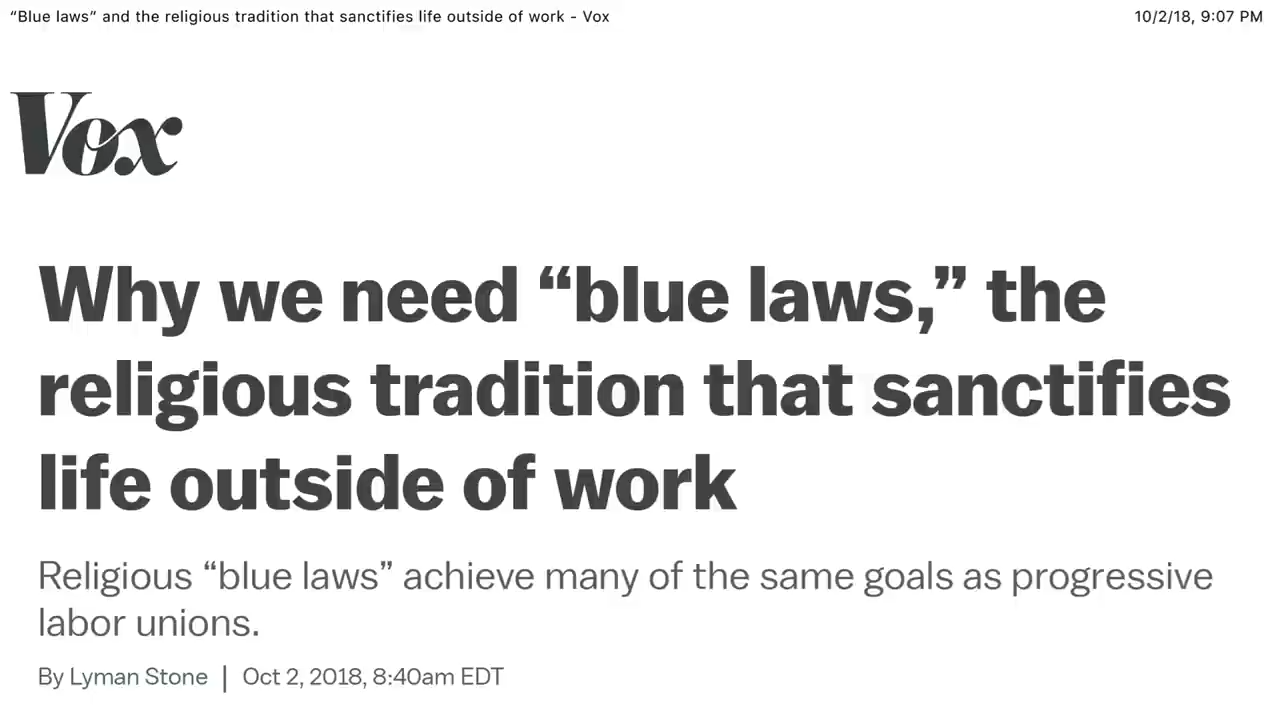 “Blue laws” and the religious tradition that sanctifies life outside of work - Vox
10/2/18, 9:07 PM
Vox
Why we need “blue laws,” the
religious tradition that sanctifies
life outside of work
Religious “blue laws” achieve many of the same goals as progressive
labor unions.
By Lyman Stone | Oct 2, 2018, 8:40am EDT